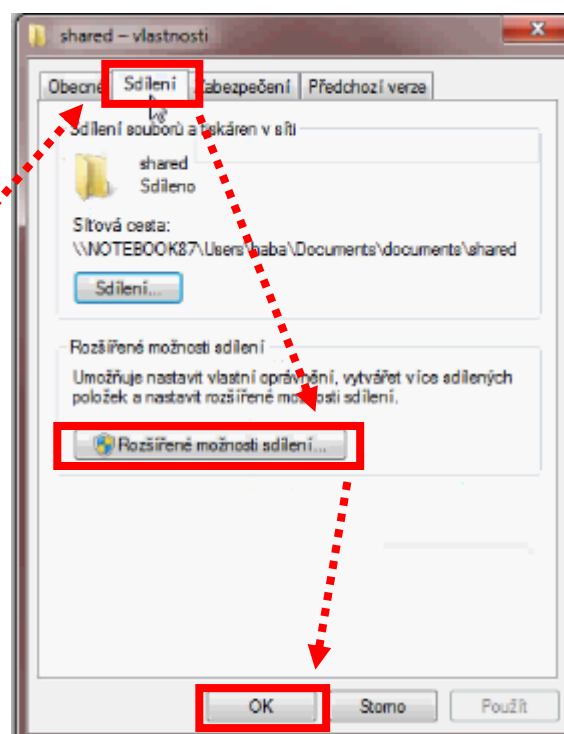 shared – vlastnosti
Obecné Sdílení Zabezpečení Předchozí verze
Sdílení souborů a tiskáren v síti
shared
Sdíleno
Síťová cesta:
\\NOTEBOOK87\Users\baba\Documents\documents\shared
Sdílení...
Rozšířené možnosti sdílení
Umožňuje nastavit vlastní oprávnění, vytvářet více sdílených
položek a nastavit rozšířené možnosti sdílení.
Rozšířené možnosti sdílení...
OK Storno Použít